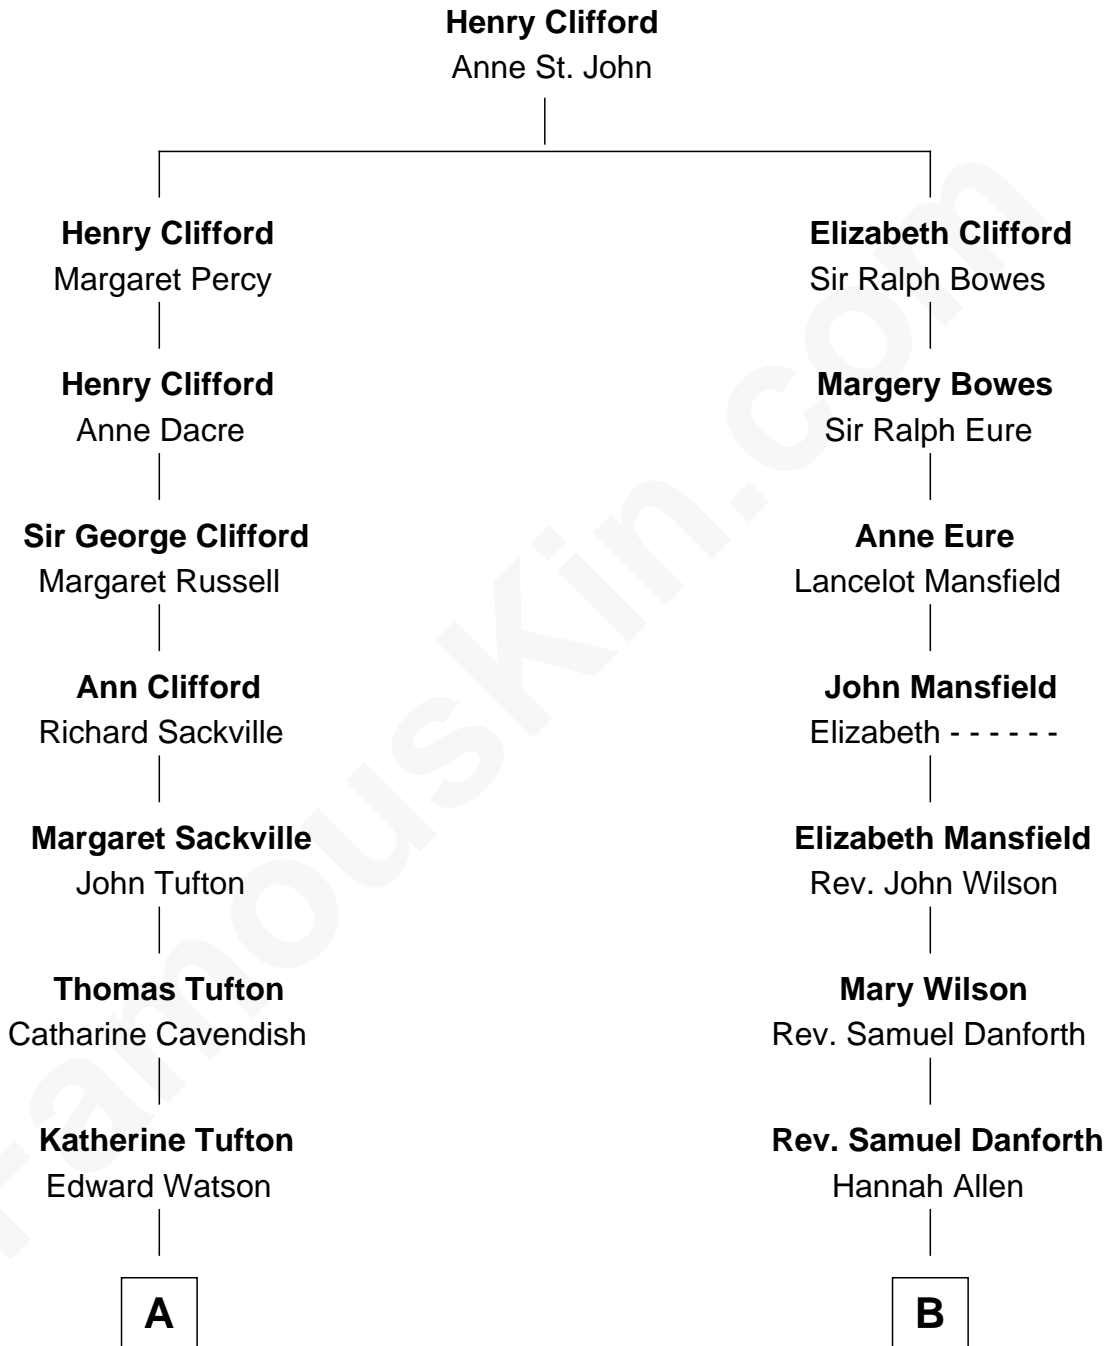 Henry Clifford
Anne St. John
Henry Clifford
Margaret Percy
Elizabeth Clifford
Sir Ralph Bowes
Henry Clifford
Anne Dacre
Margery Bowes
Sir Ralph Eure
Sir George Clifford
Margaret Russell
Anne Eure
Lancelot Mansfield
Ann Clifford
Richard Sackville
John Mansfield
Elizabeth - - - - - -
Margaret Sackville
John Tufton
Elizabeth Mansfield
Rev. John Wilson
Thomas Tufton
Catharine Cavendish
Mary Wilson
Rev. Samuel Danforth
Katherine Tufton
Edward Watson
Rev. Samuel Danforth
Hannah Allen
A
B
FamousKin.com